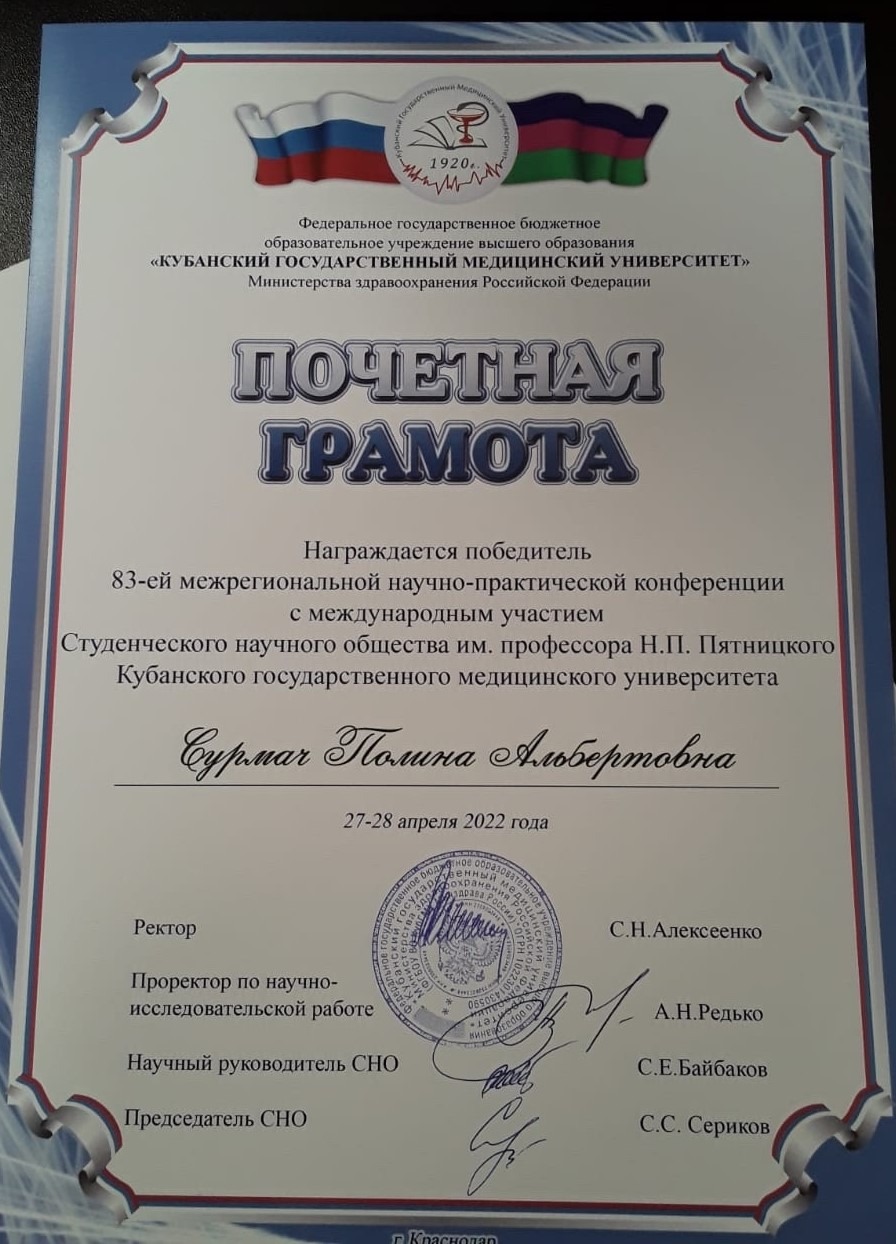 Кубанский Государственный Медицинский Университет
1920г.
Федеральное государственное бюджетное
образовательное учреждение высшего образования
«КУБАНСКИЙ ГОСУДАРСТВЕННЫЙ МЕДИЦИНСКИЙ УНИВЕРСИТЕТ»
Министерства здравоохранения Российской Федерации
ПОЧЕТНАЯ
ГРАМОТА
Награждается победитель
83-ей межрегиональной научно-практической конференции
с международным участием
Студенческого научного общества им. профессора Н.П. Пятницкого
Кубанского государственного медицинского университета
Сурмач Полина Альбертовна
27-28 апреля 2022 года
Ректор С.Н.Алексеенко
Проректор по научно-
исследовательской работе А.Н.Редько
Научный руководитель СНО С.Е.Байбаков
Председатель СНО С.С. Сериков
г. Краснодар